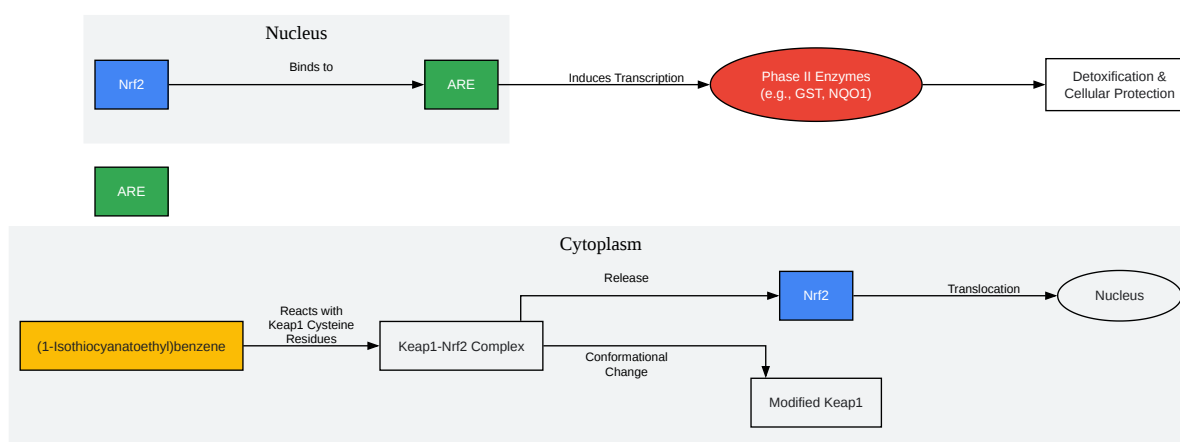 Nucleus
Nrf2
Binds to
ARE
Induces Transcription
Phase II Enzymes
(e.g., GST, NQO1)
Detoxification &
Cellular Protection
ARE
Cytoplasm
(1-Isothiocyanatoethyl)benzene
Reacts with
Keap1 Cysteine
Residues
Keap1-Nrf2 Complex
Release
Nrf2
Translocation
Nucleus
Conformational
Change
Modified Keap1